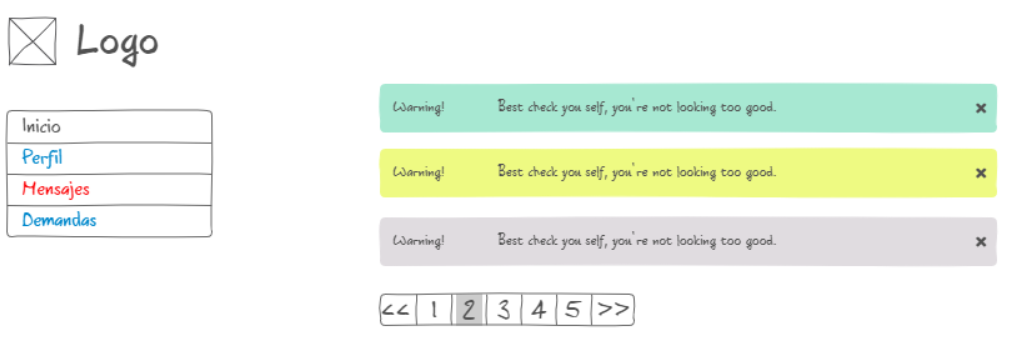 Logo
Inicio
Perfil
Mensajes
Demandas
Warning! Best check you self, you're not looking too good. ×
Warning! Best check you self, you're not looking too good. ×
Warning! Best check you self, you're not looking too good. ×
<< 1 2 3 4 5 >>